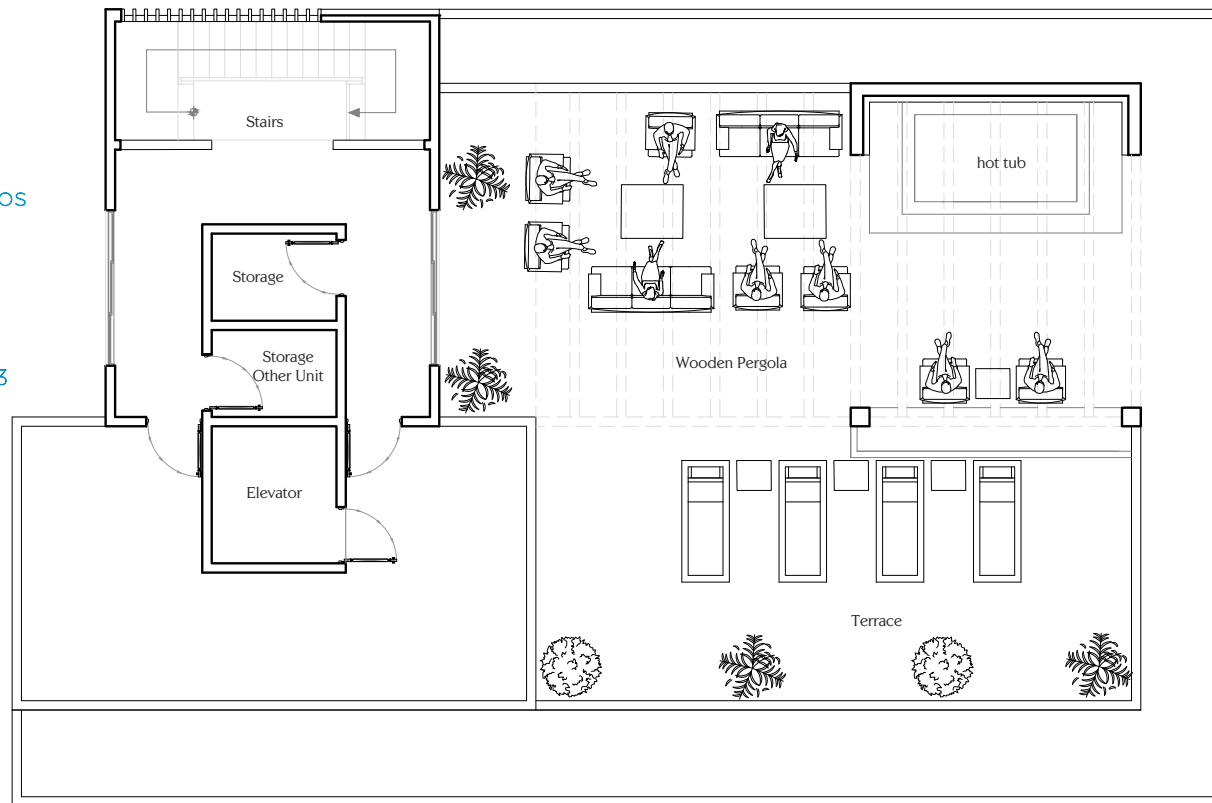 Stairs
os
hot tub
Storage
Storage
Other Unit
Wooden Pergola
3
Elevator
Terrace